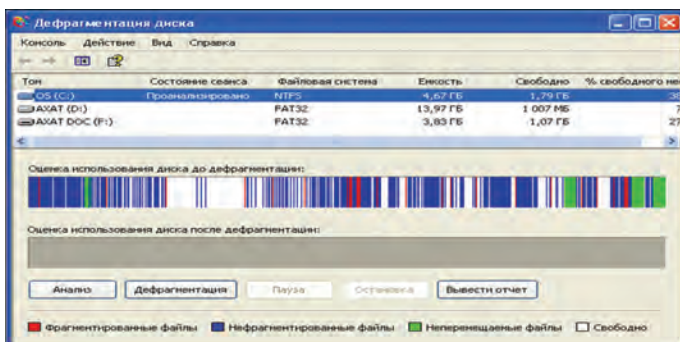 Дефрагментация диска
Консоль Действие Вид Справка
Том Состояние сеанса Файловая система Емкость Свободно % свободного
OS (C:) Проанализировано NTFS 4,67 ГБ 1,79 ГБ
AXAT (D:) FAT32 13,97 ГБ 1 007 МБ 7
AXAT DOC (F:) FAT32 3,83 ГБ 1,07 ГБ 27
Оценка использования диска до дефрагментации:
Оценка использования диска после дефрагментации:
Анализ Дефрагментация Пауза Остановка Вывести отчет
Фрагментированные файлы Нефрагментированные файлы Неперемещаемые файлы Свободно